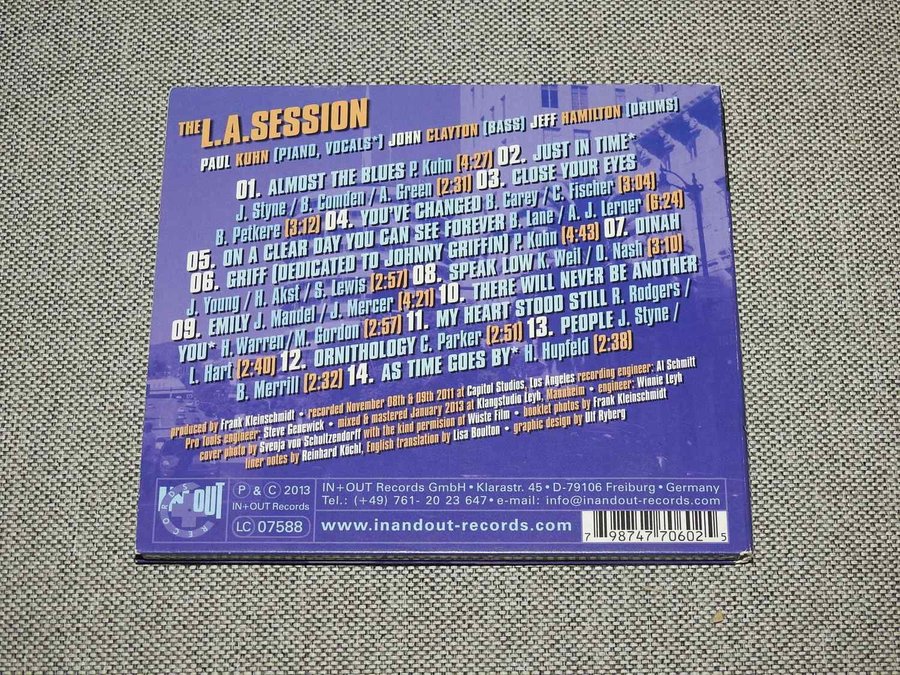 THE L.A.SESSION
PAUL KUHN (PIANO, VOCALS*) JOHN CLAYTON (BASS) JEFF HAMILTON (DRUMS)
01. ALMOST THE BLUES P. Kuhn (4:27) 02. JUST IN TIME*
J. Styne / B. Comden / A. Green (2:31) 03. CLOSE YOUR EYES
B. Petkere (3:12) 04. YOU'VE CHANGED B. Carey / C. Fischer (3:04)
05. ON A CLEAR DAY YOU CAN SEE FOREVER B. Lane / A. J. Lerner (6:24)
06. GRIFF (DEDICATED TO JOHNNY GRIFFIN) P. Kuhn (4:43) 07. DINAH
J. Young / H. Akst / S. Lewis (2:57) 08. SPEAK LOW K. Weil / O. Nash (3:10)
09. EMILY J. Mandel / J. Mercer (4:21) 10. THERE WILL NEVER BE ANOTHER
YOU* H. Warren/M. Gordon (2:57) 11. MY HEART STOOD STILL R. Rodgers /
L. Hart (2:40) 12. ORNITHOLOGY C. Parker (2:51) 13. PEOPLE J. Styne /
B. Merrill (2:32) 14. AS TIME GOES BY* H. Hupfeld (2:38)
produced by Frank Kleinschmidt • recorded November 08th & 09th 2011 at Capitol Studios, Los Angeles recording engineer: Al Schmitt
Pro Tools engineer: Steve Genewick • mixed & mastered January 2013 at Klangstudio Leyh, Mannheim • engineer: Winnie Leyh
cover photo by Svenja von Schultzendorff with the kind permision of Wüste Film • booklet photos by Frank Kleinschmidt
liner notes by Reinhard Köchl, English translation by Lisa Boulton • graphic design by Ulf Ryberg
IN+OUT RECORDS
P & C 2013
IN+OUT Records
LC 07588
IN+OUT Records GmbH • Klarastr. 45 • D-79106 Freiburg • Germany
Tel.: (+49) 761- 20 23 647 • e-mail: info@inandout-records.com
www.inandout-records.com
7 98747 70602 5